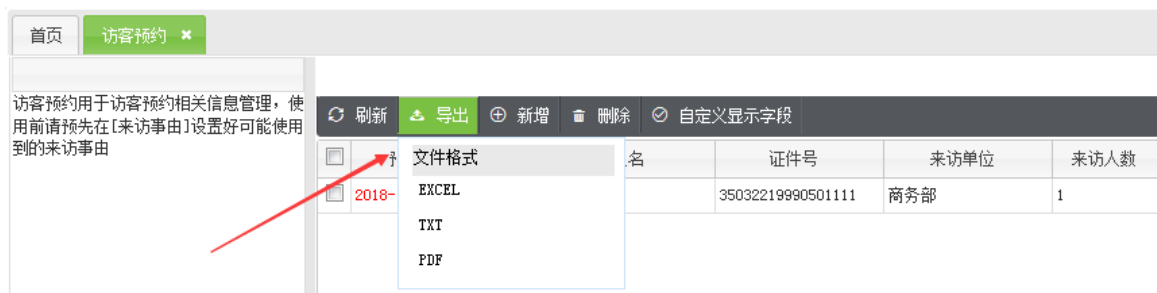 首页
访客预约
访客预约用于访客预约相关信息管理，使
用前请预先在[来访事由]设置好可能使用
到的来访事由
刷新 导出 新增 删除 自定义显示字段
名 证件号 来访单位 来访人数
2018- 35032219990501111 商务部 1
文件格式
EXCEL
TXT
PDF